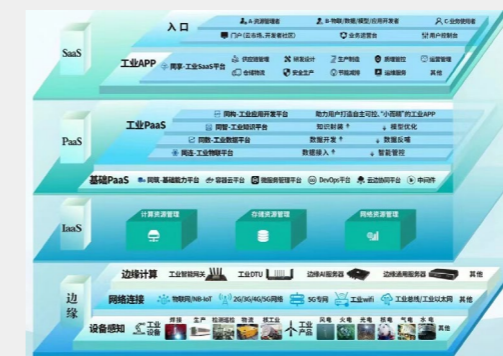 SaaS
入口
A-资源管理者 B-物联/数据/模型/应用开发者 C-业务使用者
门户(云市场、开发者社区) 业务运营台 用户控制台
工业APP
同享-工业SaaS平台
供应链管理 研发设计 生产制造 质槽管控 运营管理
仓储物流 安全生产 节能减排 运维服务 其他
PaaS
工业PaaS
同构-工业应用开发平台 助力用户打造自主可控、“小而精”的工业APP
同智-工业知识平台 知识封装 模型优化
同数-工业数据平台 数据开发 数据反哺
同连-工业物联平台 数据接入 智能管控
基础PaaS 同筑-基础能力平台 容器云平台 微服务管理平台 DevOps平台 云边协同平台 中间件
IaaS
计算资源管理 存储资源管理 网络资源管理
边缘
边缘计算 工业智能网关 工业DTU 边缘AI服务器 边缘通用服务器 其他
网络连接 物联网/NB-IoT 2G/3G/4G/5G网络 5G专网 工业wifi 工业总线/工业以太网 其他
设备感知 工业设备 焊接 生产 检测巡检 物流 核工业 工业产品 风电 火电 光电 核电 气电 水电 其他